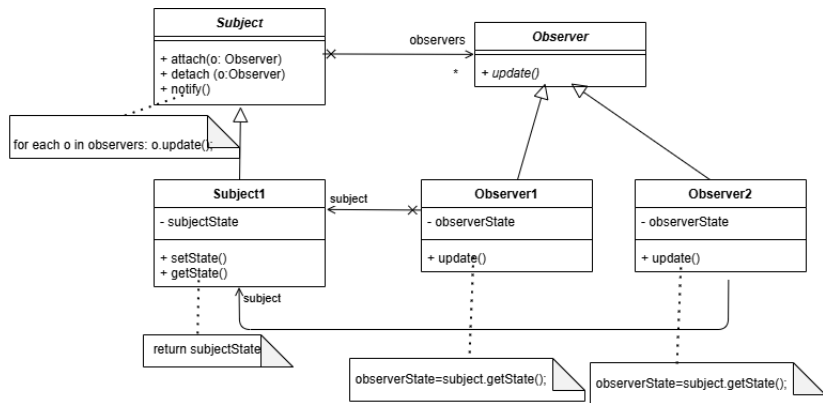 Subject
+ attach(o: Observer)
+ detach (o:Observer)
+ notify()
observers
*
Observer
+ update()
for each o in observers: o.update();
Subject1
- subjectState
+ setState()
+ getState()
subject
Observer1
- observerState
+ update()
Observer2
- observerState
+ update()
subject
return subjectState
observerState=subject.getState();
observerState=subject.getState();